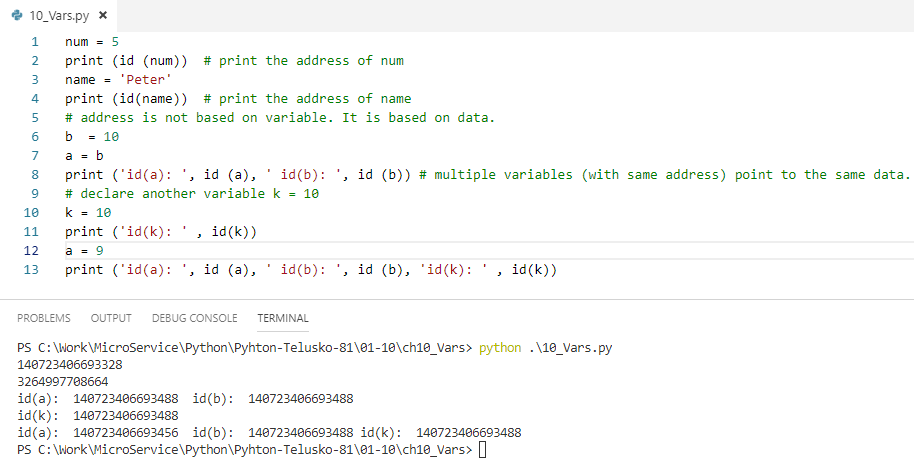 10_Vars.py ×
1 num = 5
2 print (id (num))  # print the address of num
3 name = 'Peter'
4 print (id(name))  # print the address of name
5 # address is not based on variable. It is based on data.
6 b  = 10
7 a = b
8 print ('id(a): ', id (a), ' id(b): ', id (b)) # multiple variables (with same address) point to the same data.
9 # declare another variable k = 10
10 k = 10
11 print ('id(k): ' , id(k))
12 a = 9
13 print ('id(a): ', id (a), ' id(b): ', id (b), 'id(k): ' , id(k))
PROBLEMS OUTPUT DEBUG CONSOLE TERMINAL
PS C:\Work\MicroService\Python\Pyhton-Telusko-81\01-10\ch10_Vars> python .\10_Vars.py
140723406693328
3264997708664
id(a):  140723406693488  id(b):  140723406693488
id(k):  140723406693488
id(a):  140723406693456  id(b):  140723406693488 id(k):  140723406693488
PS C:\Work\MicroService\Python\Pyhton-Telusko-81\01-10\ch10_Vars>